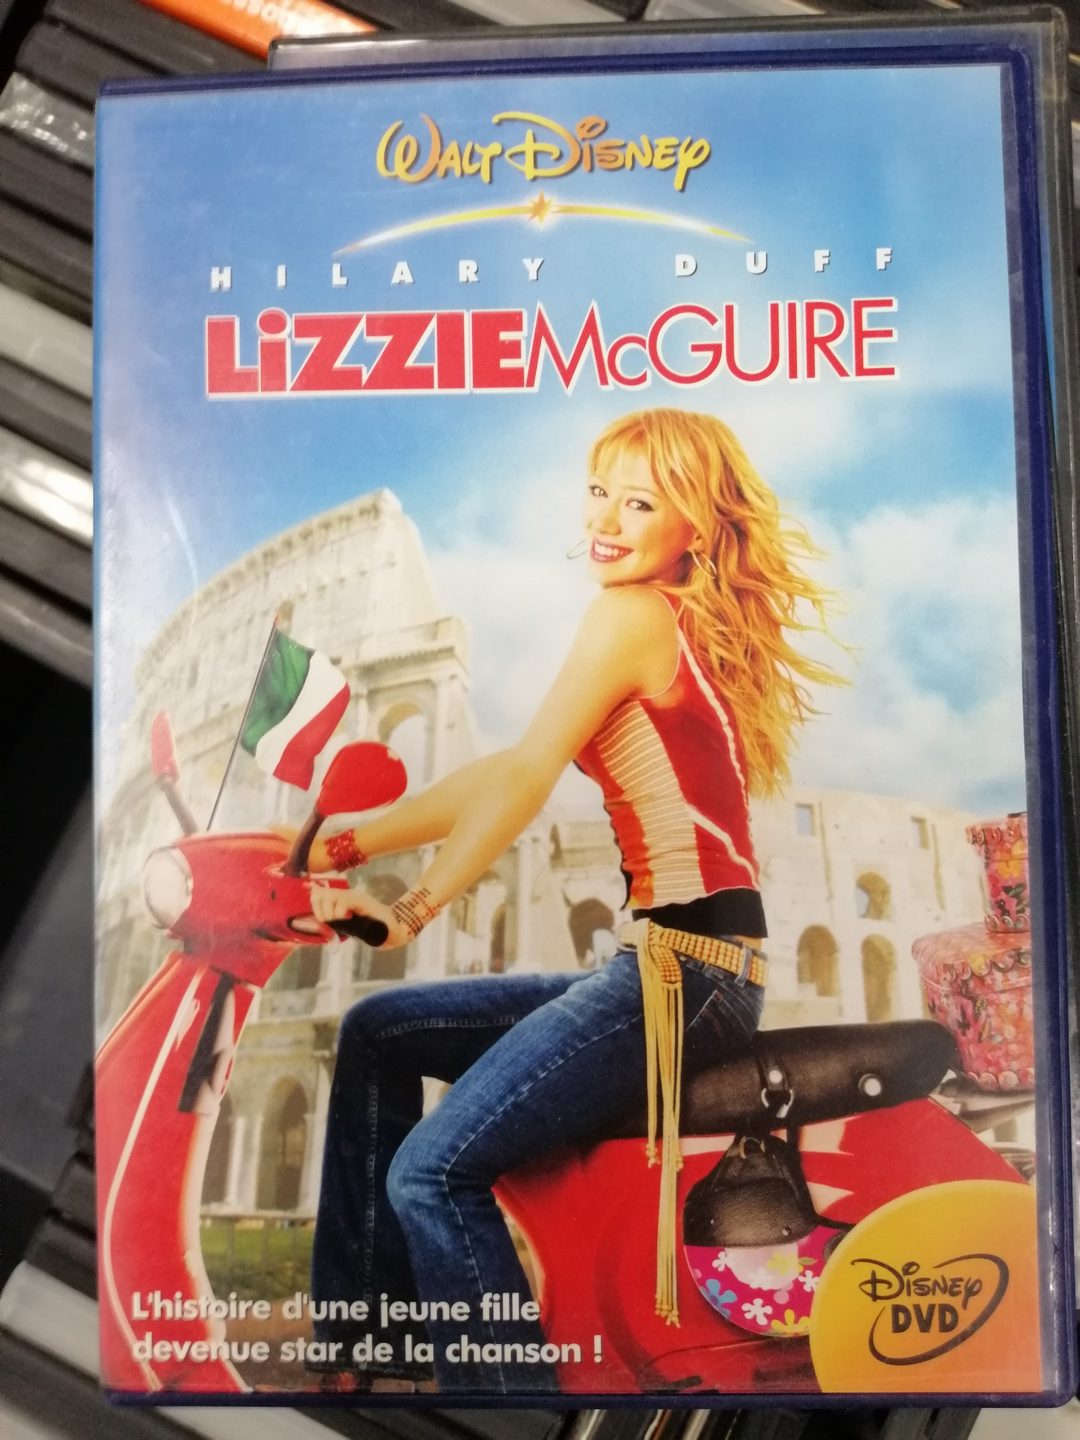 WALT DISNEY
HILARY DUFF
LiZZIE McGUIRE
L'histoire d'une jeune fille
devenue star de la chanson !
DISNEY
DVD